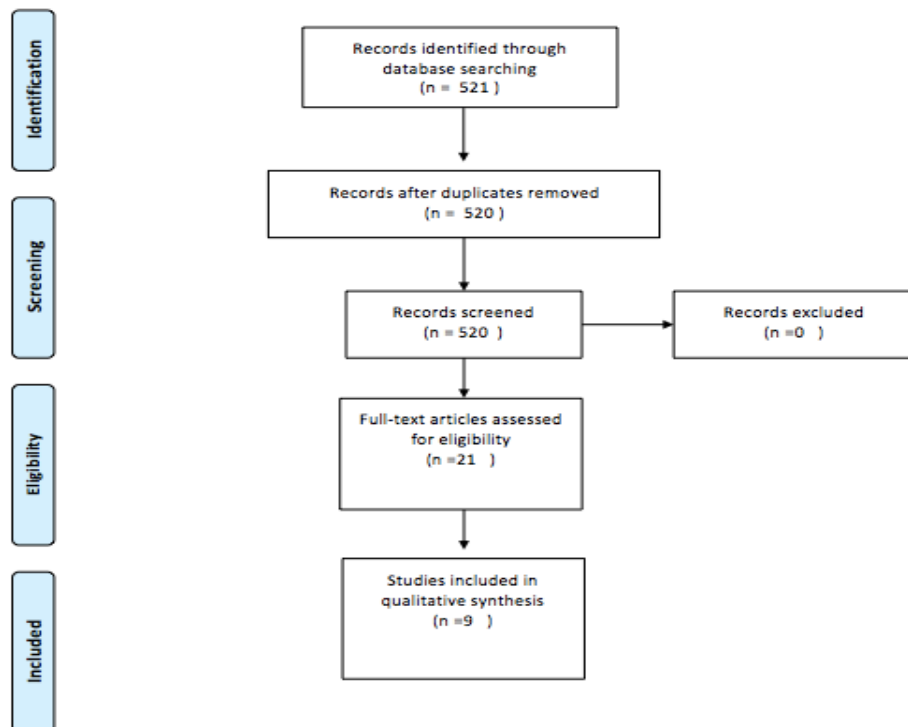 Identification
Records identified through
database searching
(n = 521 )
Records after duplicates removed
(n = 520 )
Screening
Records screened
(n = 520 )
Records excluded
(n =0 )
Eligibility
Full-text articles assessed
for eligibility
(n =21 )
Included
Studies included in
qualitative synthesis
(n =9 )